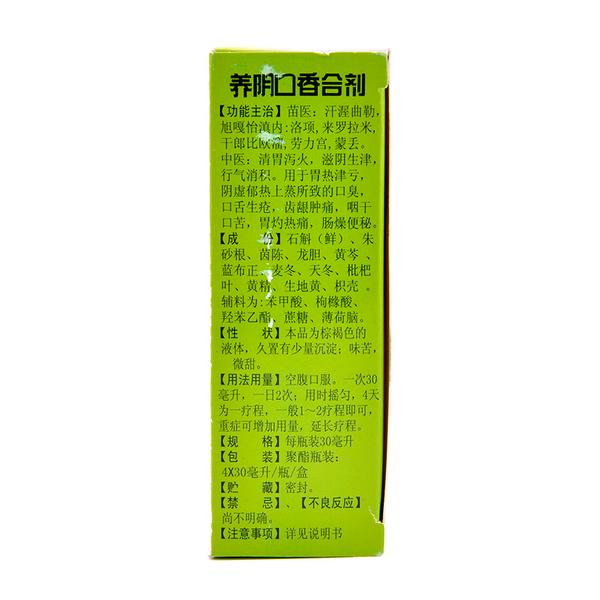 养阴口香合剂
【功能主治】苗医：汗渥曲勒,
旭嘎怡滇内:洛项,来罗拉米,
干郎比欧溜,劳力宫,蒙丢。
中医：清胃泻火，滋阴生津，
行气消积。用于胃热津亏，
阴虚郁热上蒸所致的口臭，
口舌生疮，齿龈肿痛，咽干
口苦，胃灼热痛，肠燥便秘。
【成 份】石斛（鲜）、朱
砂根、茵陈、龙胆、黄芩、
蓝布正、麦冬、天冬、枇杷
叶、黄精、生地黄、枳壳。
辅料为:苯甲酸、枸橼酸、
羟苯乙酯、蔗糖、薄荷脑。
【性 状】本品为棕褐色的
液体，久置有少量沉淀；味苦，
微甜。
【用法用量】空腹口服。一次30
毫升，一日2次；用时摇匀，4天
为一疗程，一般1～2疗程即可，
重症可增加用量，延长疗程。
【规 格】每瓶装30毫升
【包 装】聚酯瓶装；
4X30毫升/瓶/盒
【贮 藏】密封。
【禁 忌】、【不良反应】
尚不明确。
【注意事项】详见说明书